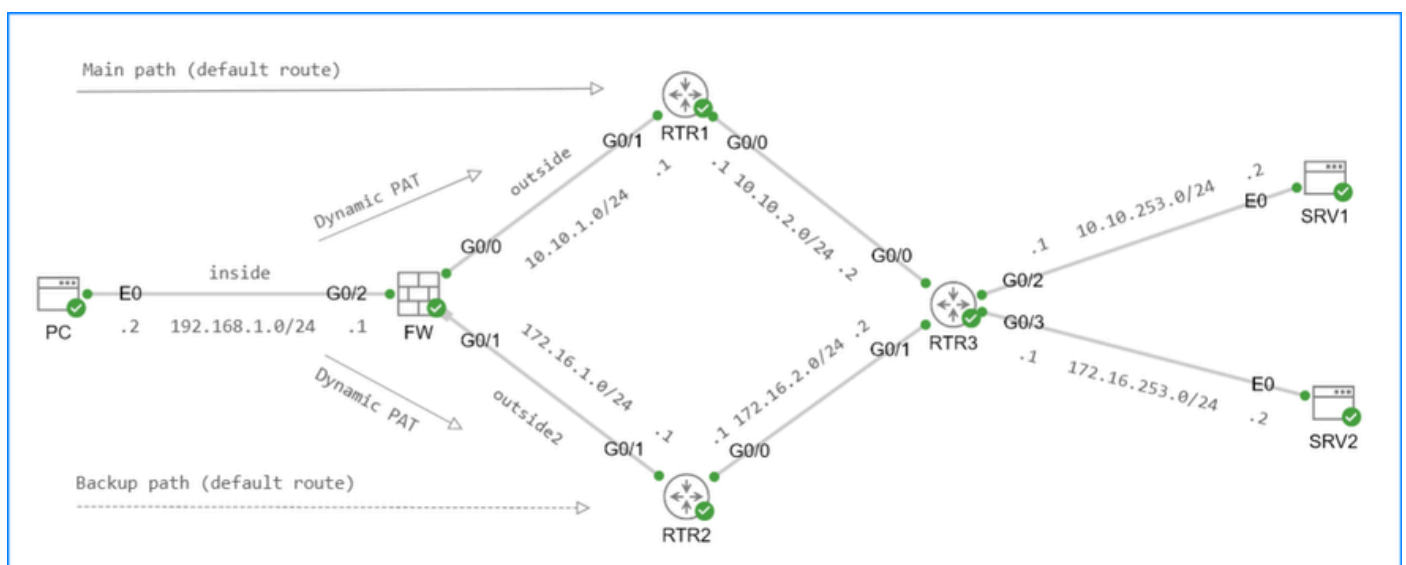 Main path (default route)
RTR1
G0/1
G0/0
outside
.1
.1 10.10.2.0/24 .2
Dynamic PAT
10.10.1.0/24
G0/0
G0/0
10.10.253.0/24
.2
.1
E0
SRV1
G0/2
inside
E0
G0/2
PC
.2 192.168.1.0/24 .1
FW
G0/1
172.16.1.0/24
.1
outside2
Dynamic PAT
G0/1
G0/1
RTR3
G0/3
.1 172.16.253.0/24 .2
E0
SRV2
.1 172.16.2.0/24 .2
G0/0
Backup path (default route)
RTR2